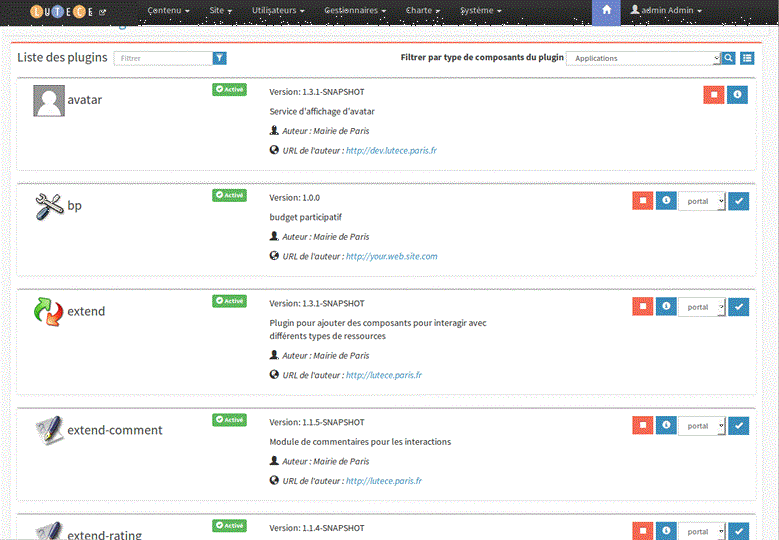 LUTECE Contenu Site Utilisateurs Gestionnaires Charte Système admin Admin
Liste des plugins Filtrer Filtrer par type de composants du plugin Applications
avatar Activé Version: 1.3.1-SNAPSHOT
Service d'affichage d'avatar
Auteur : Mairie de Paris
URL de l'auteur : http://dev.lutece.paris.fr
bp Activé Version: 1.0.0 portal
budget participatif
Auteur : Mairie de Paris
URL de l'auteur : http://your.web.site.com
extend Activé Version: 1.3.1-SNAPSHOT portal
Plugin pour ajouter des composants pour interagir avec
différents types de ressources
Auteur : Mairie de Paris
URL de l'auteur : http://lutece.paris.fr
extend-comment Activé Version: 1.1.5-SNAPSHOT portal
Module de commentaires pour les interactions
Auteur : Mairie de Paris
URL de l'auteur : http://lutece.paris.fr
extend-rating Activé Version: 1.1.4-SNAPSHOT portal